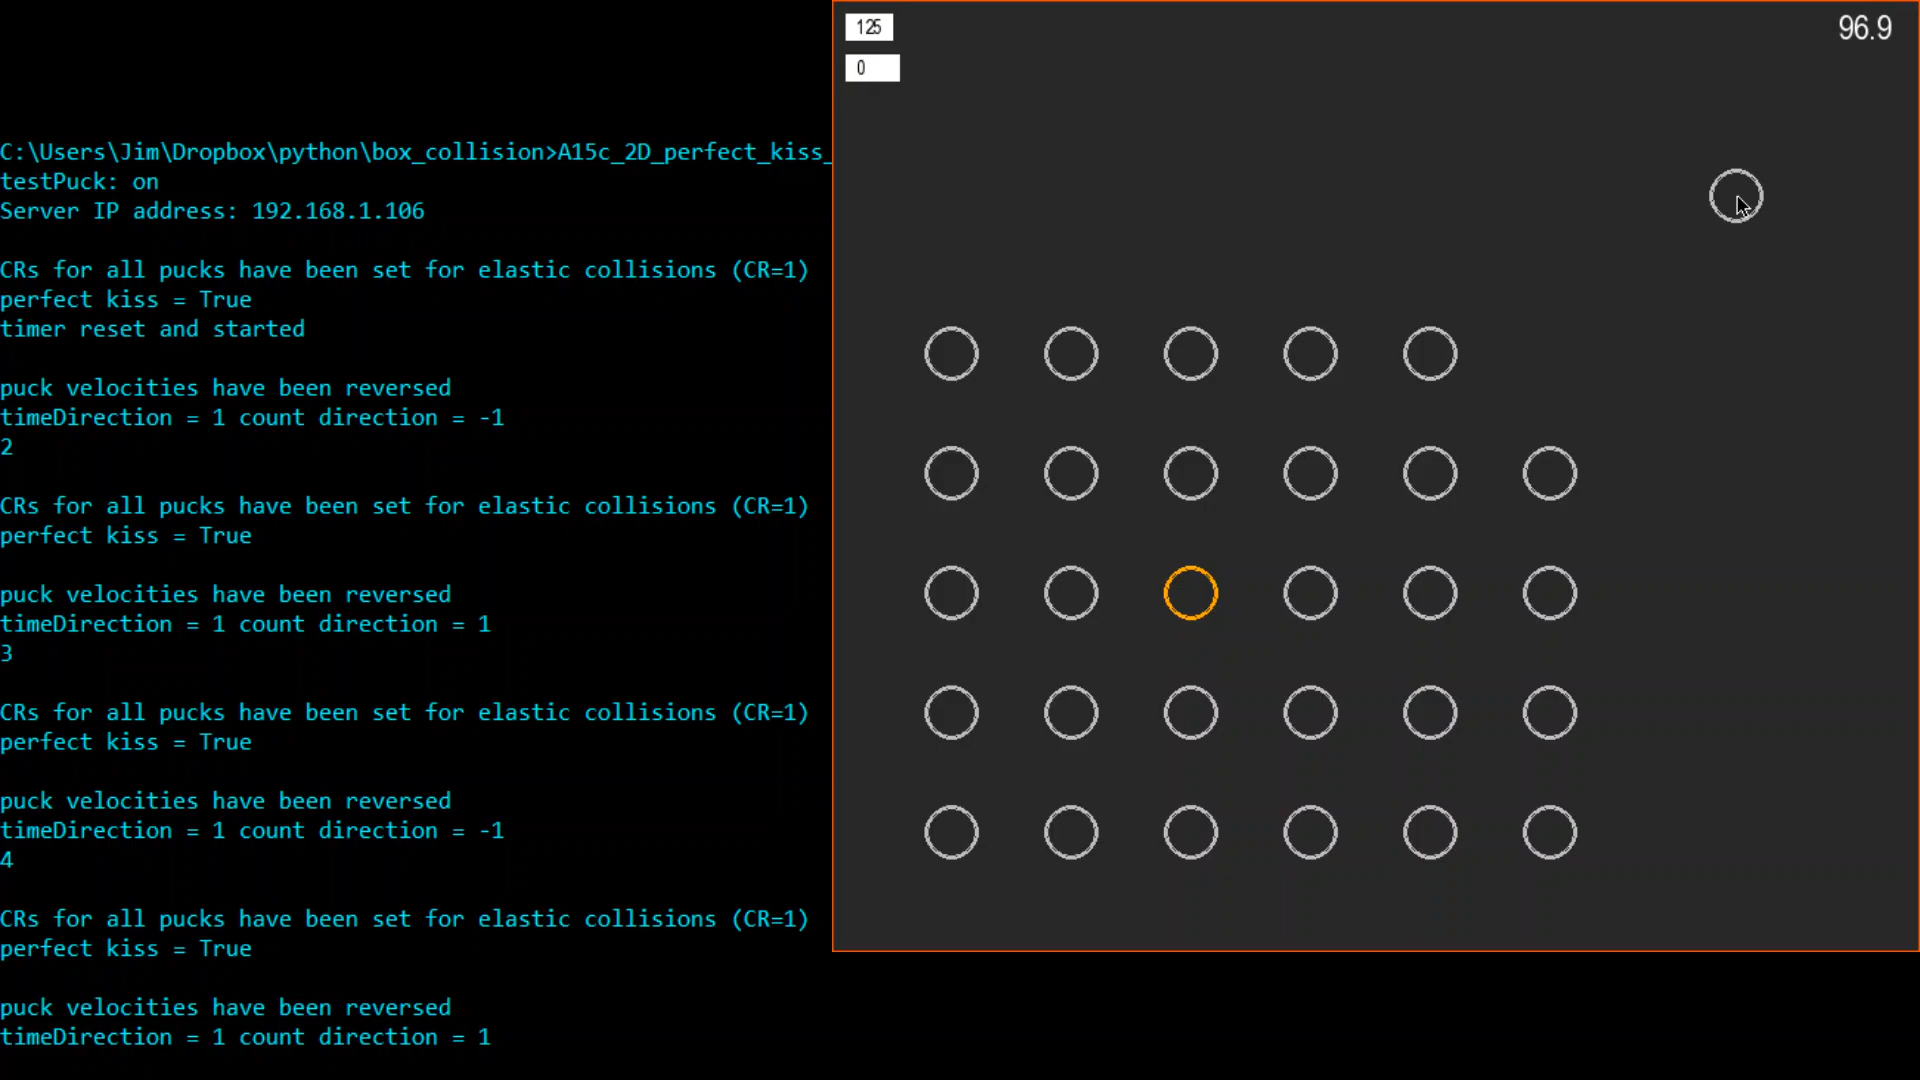 C:\Users\Jim\Dropbox\python\box_collision>A15c_2D_perfect_kiss_
testPuck: on
Server IP address: 192.168.1.106
CRs for all pucks have been set for elastic collisions (CR=1)
perfect kiss = True
timer reset and started
puck velocities have been reversed
timeDirection = 1 count direction = -1
2
CRs for all pucks have been set for elastic collisions (CR=1)
perfect kiss = True
puck velocities have been reversed
timeDirection = 1 count direction = 1
3
CRs for all pucks have been set for elastic collisions (CR=1)
perfect kiss = True
puck velocities have been reversed
timeDirection = 1 count direction = -1
4
CRs for all pucks have been set for elastic collisions (CR=1)
perfect kiss = True
puck velocities have been reversed
timeDirection = 1 count direction = 1
125
0
96.9